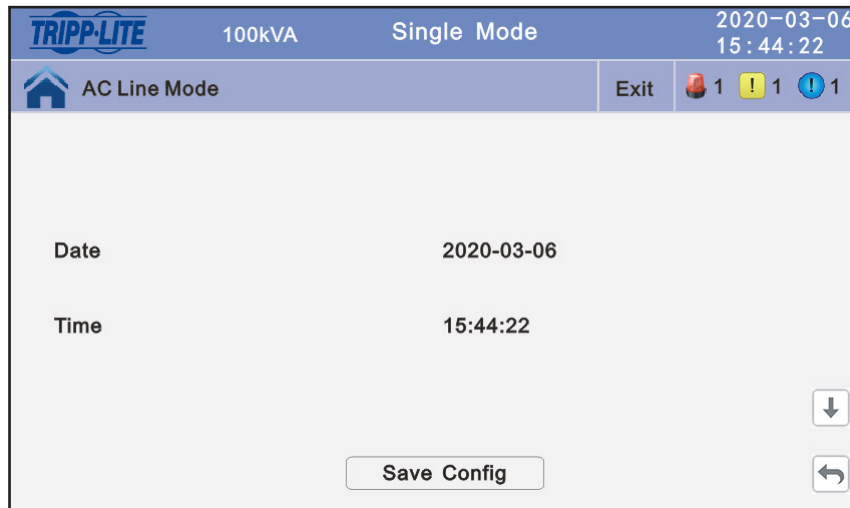 TRIPP·LITE 100kVA Single Mode 2020-03-06
15:44:22
AC Line Mode Exit 1 ! 1 ! 1
Date 2020-03-06
Time 15:44:22
Save Config